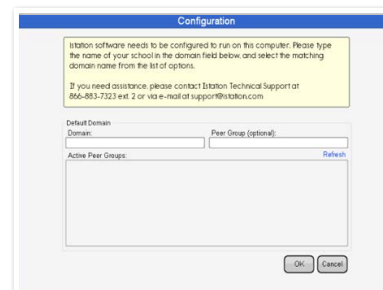 Configuration
Istation software needs to be configured to run on this computer. Please type
the name of your school in the domain field below, and select the matching
domain name from the list of options.
If you need assistance, please contact Istation Technical Support at
866-883-7323 ext. 2 or via e-mail at support@istation.com
Default Domain
Domain: Peer Group (optional):
Active Peer Groups: Refresh
OK Cancel